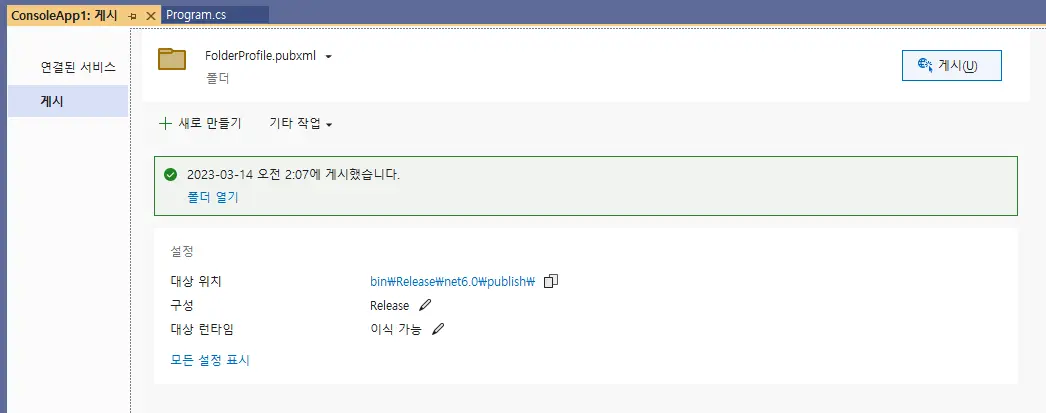 ConsoleApp1: 게시
Program.cs
연결된 서비스
게시
FolderProfile.pubxml
폴더
게시(U)
새로 만들기 기타 작업
2023-03-14 오전 2:07에 게시했습니다.
폴더 열기
설정
대상 위치 bin₩Release₩net6.0₩publish₩
구성 Release
대상 런타임 이식 가능
모든 설정 표시